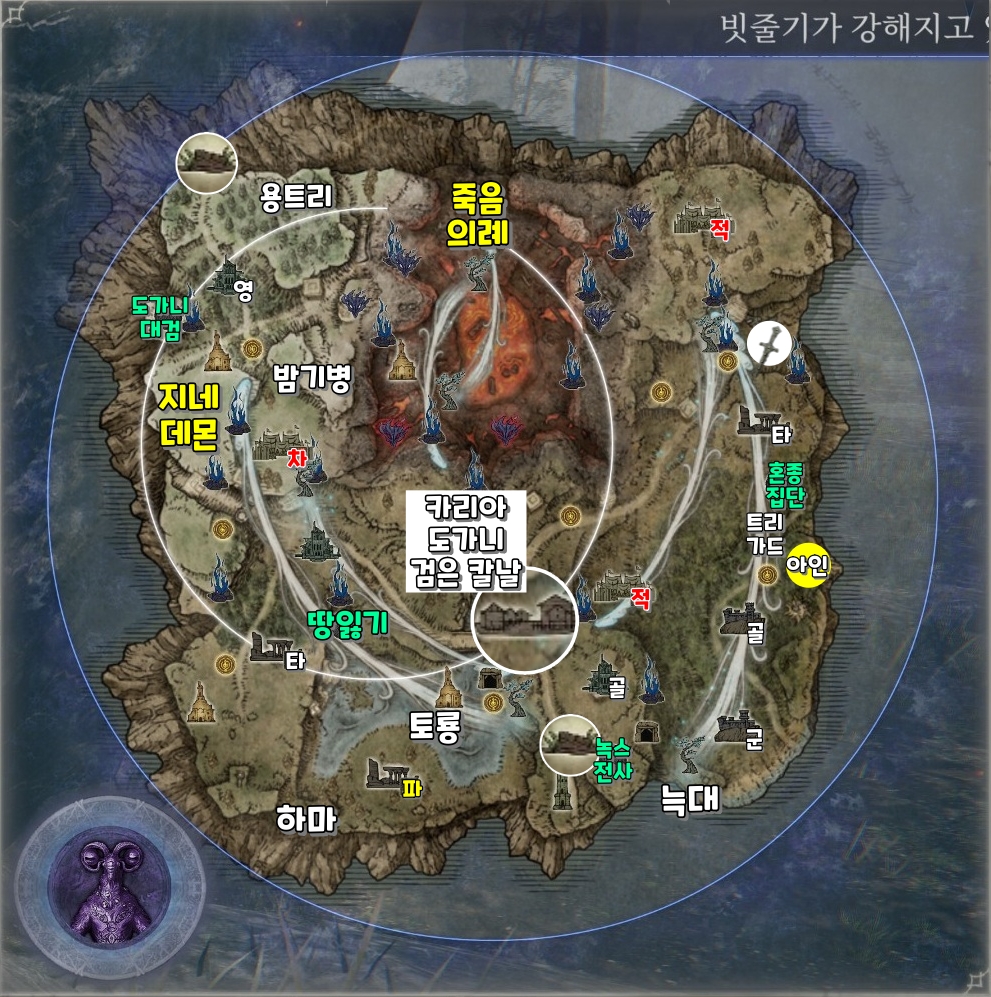 빗줄기가 강해지고
용트리
죽음
의례
적
영
도가니
대검
밤기병
지네
데몬
차
타
혼종
집단
트리
가드
아인
카리아
도가니
검은 칼날
적
땅잃기
골
타
골
토룡
군
녹스
전사
파
하마
늑대